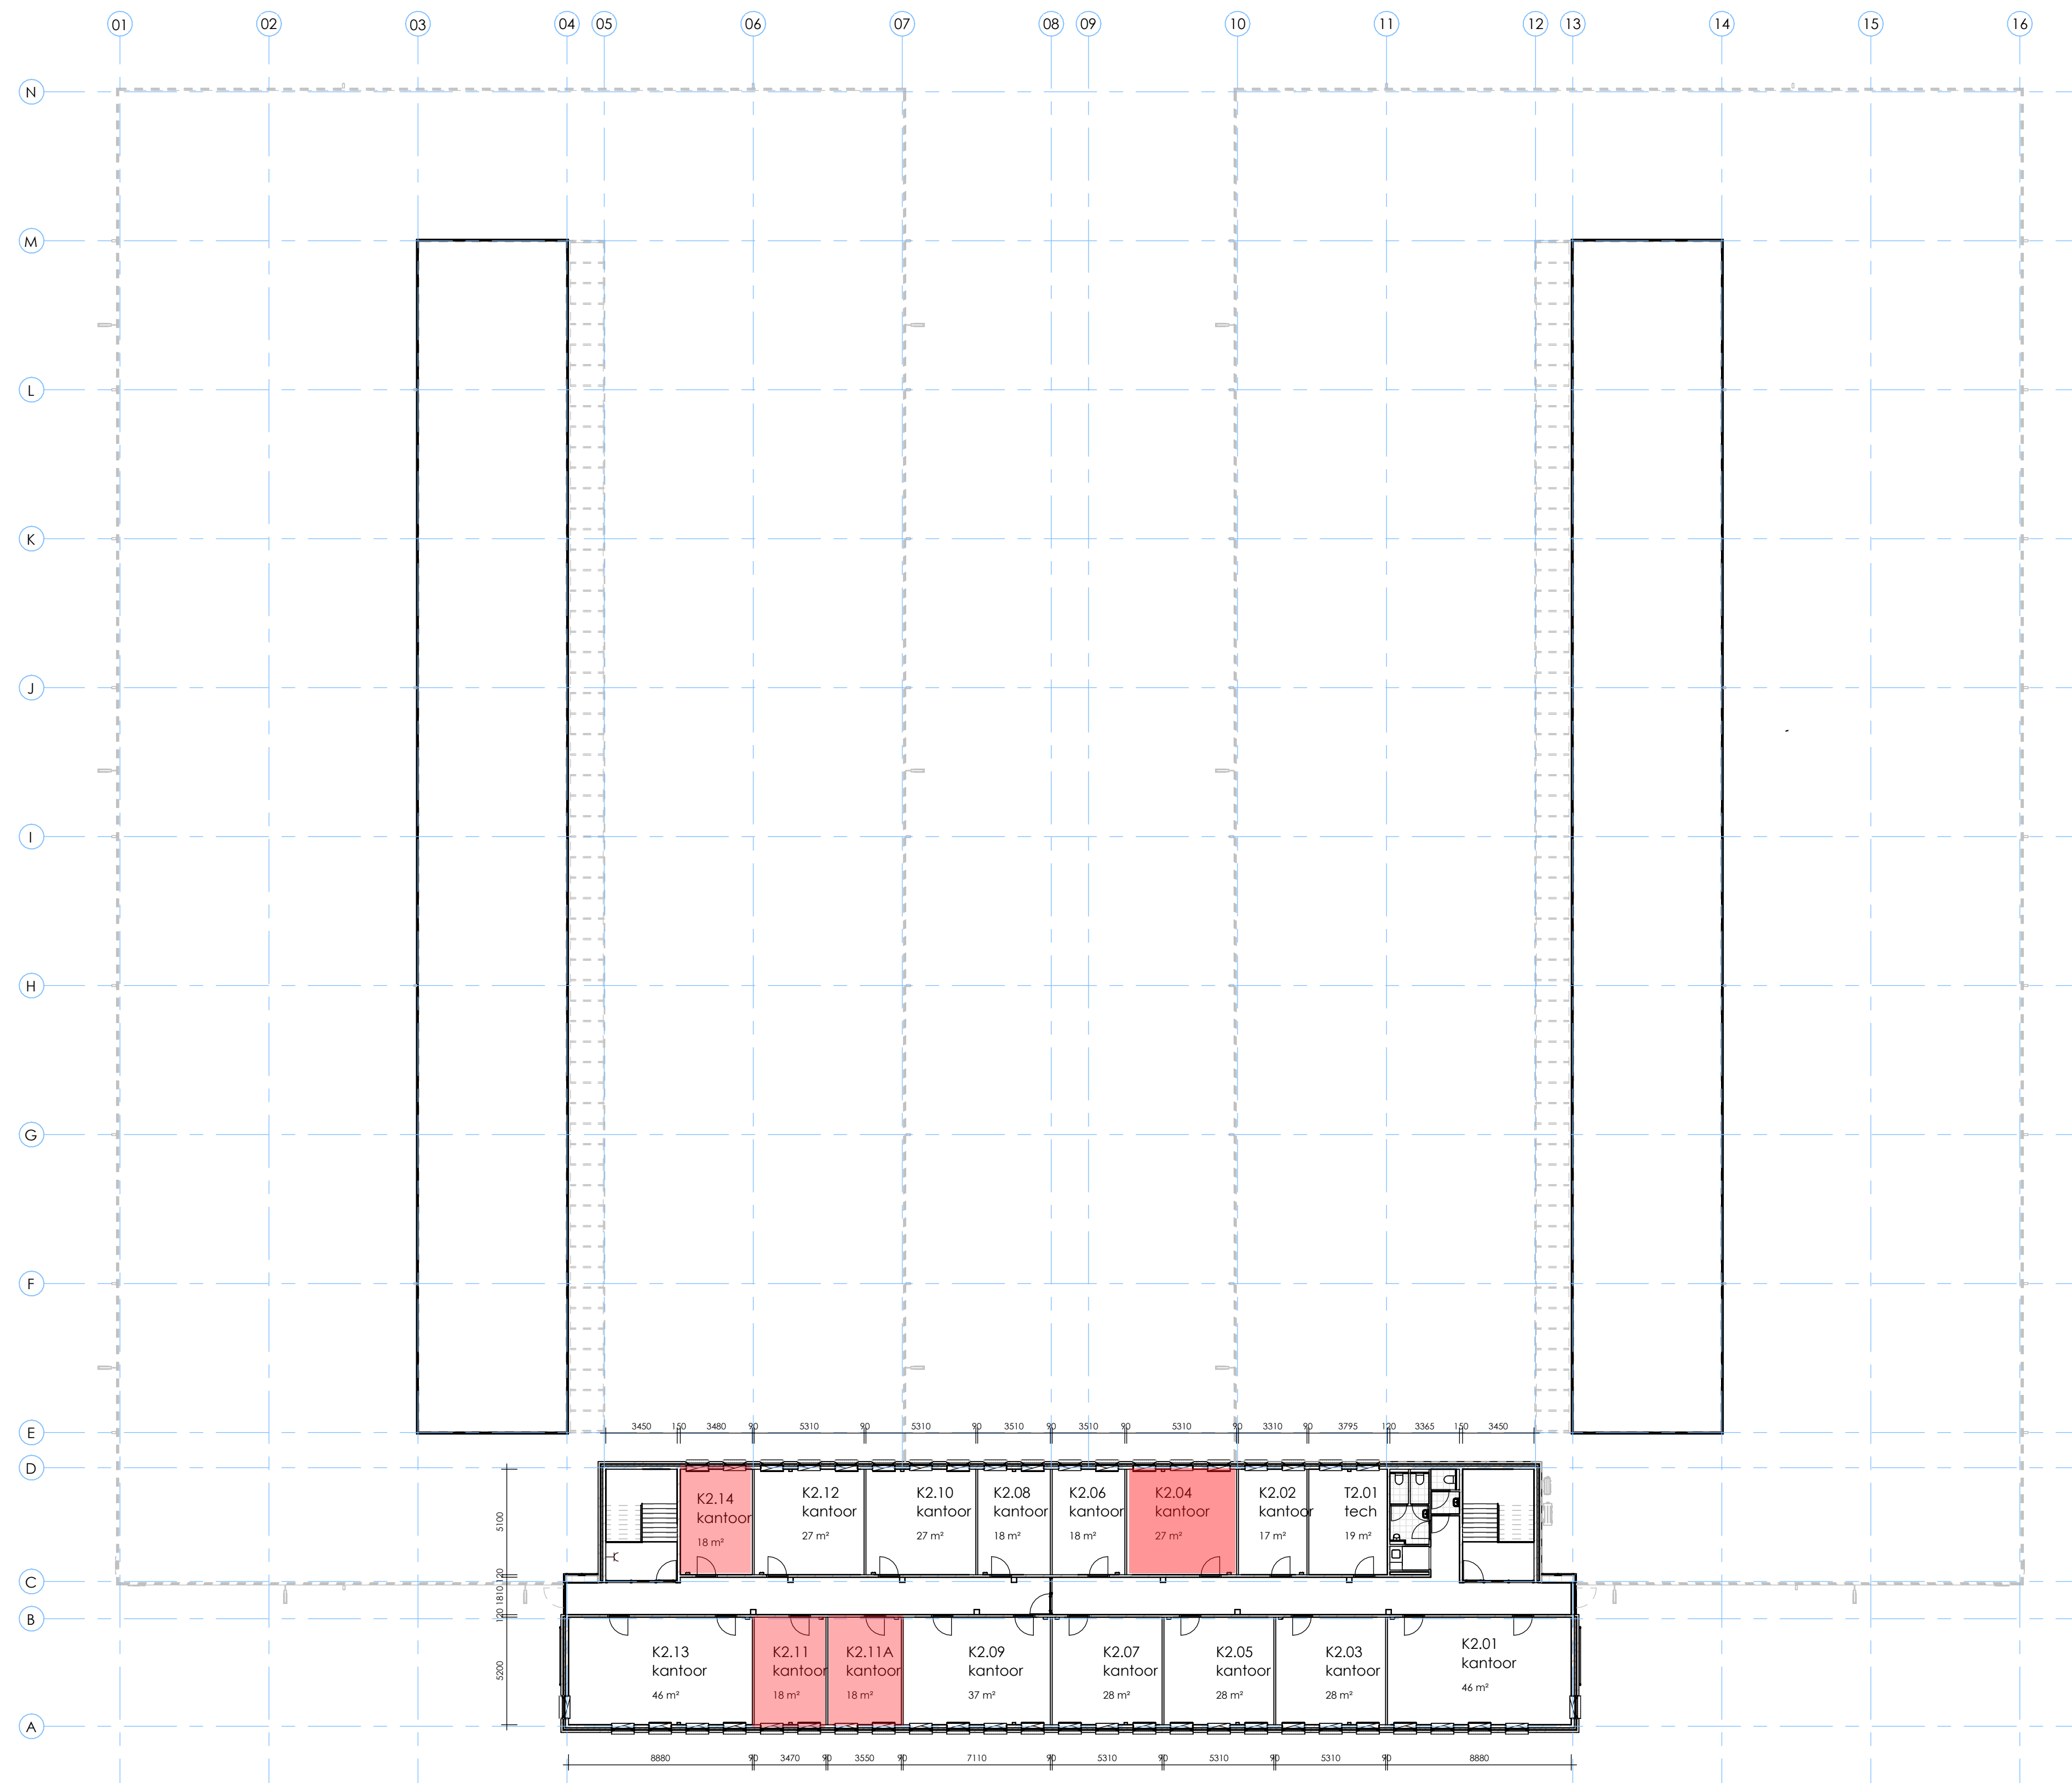 01 02 03 04 05 06 07 08 09 10 11 12 13 14 15 16
N
M
L
K
J
I
H
G
F
E
3450 150 3480 90 5310 90 5310 90 3510 90 3510 90 5310 90 3310 90 3795 120 3365 150 3450
D
K2.14
kantoor
18 m²
K2.12
kantoor
27 m²
K2.10
kantoor
27 m²
K2.08
kantoor
18 m²
K2.06
kantoor
18 m²
K2.04
kantoor
27 m²
K2.02
kantoor
17 m²
T2.01
tech
19 m²
5100
C
120
1810
B
120
K2.13
kantoor
46 m²
K2.11
kantoor
18 m²
K2.11A
kantoor
18 m²
K2.09
kantoor
37 m²
K2.07
kantoor
28 m²
K2.05
kantoor
28 m²
K2.03
kantoor
28 m²
K2.01
kantoor
46 m²
5200
A
8880 90 3470 90 3550 90 7110 90 5310 90 5310 90 5310 90 8880